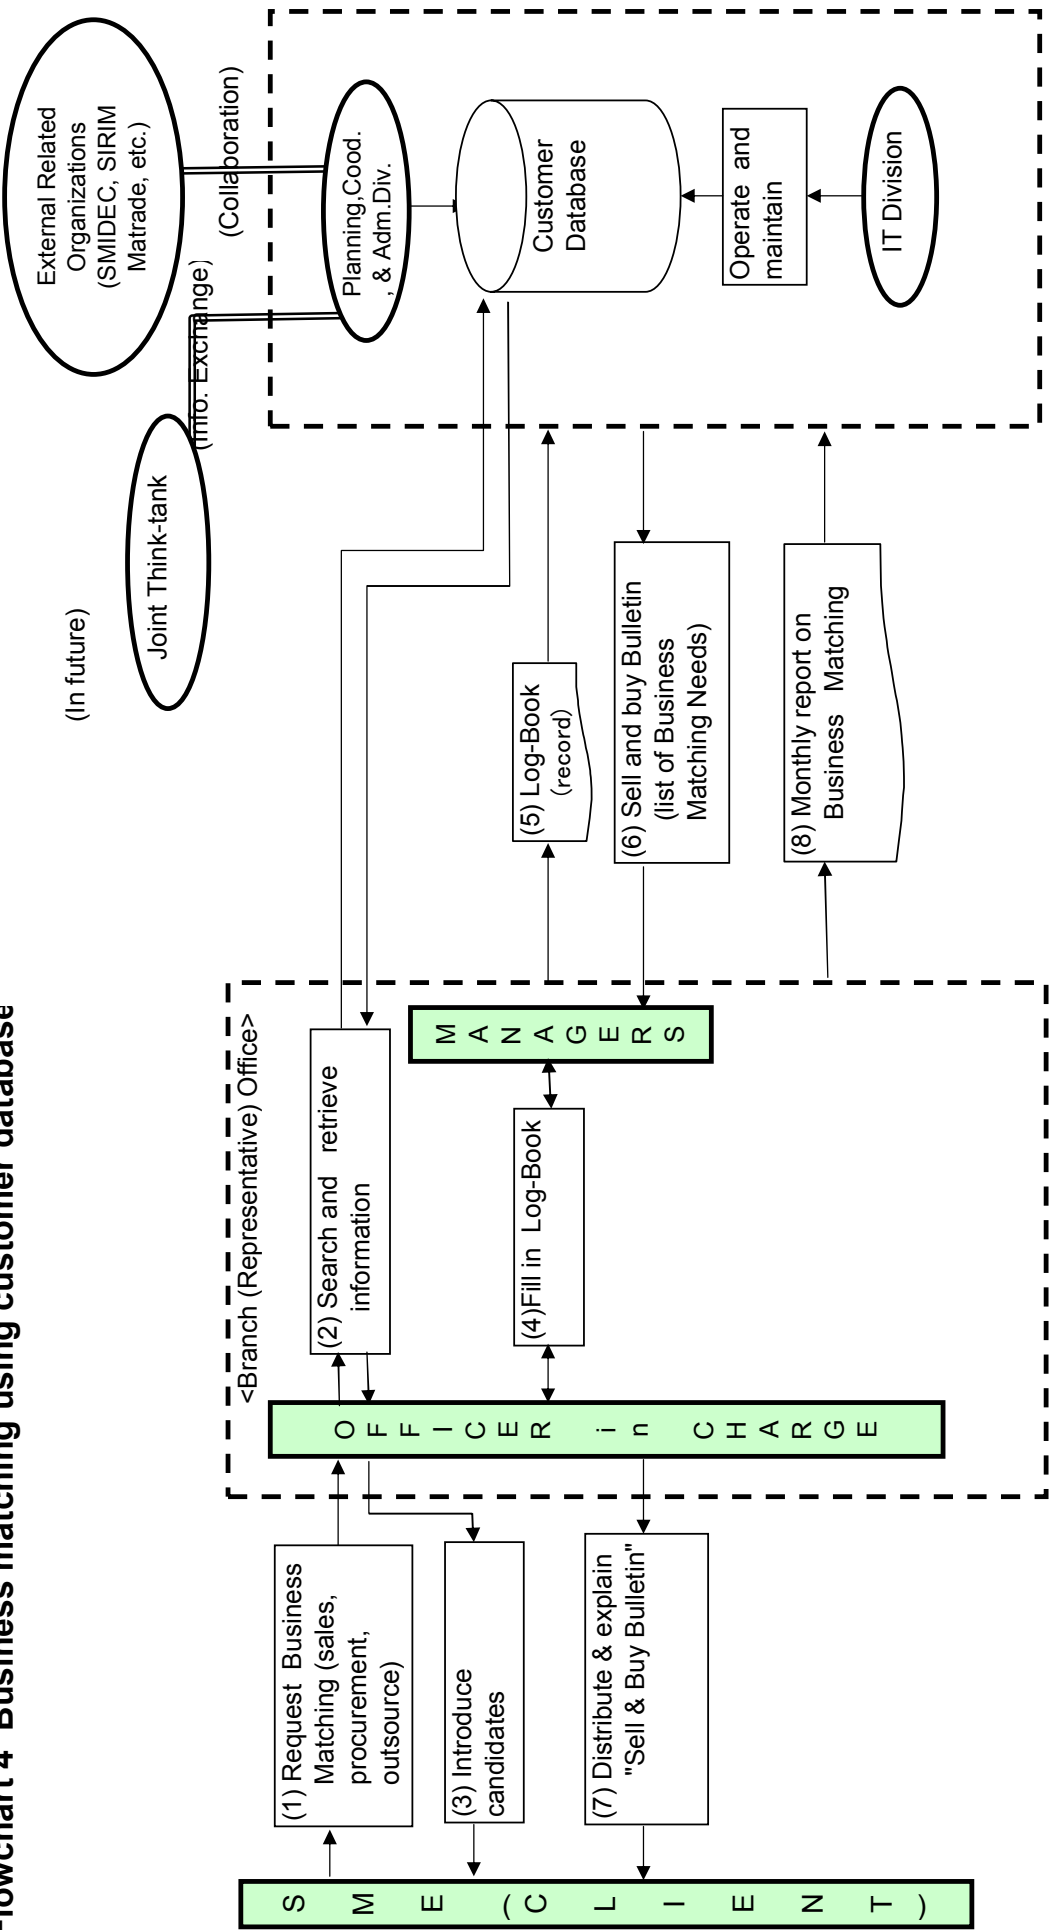 Flowchart 4 Business matching using customer database
(In future)
Joint Think-tank
External Related
Organizations
(SMIDEC, SIRIM
Matrade, etc.)
(Info. Exchange)
(Collaboration)
<Branch (Representative) Office>
Planning,Cood.
, & Adm.Div.
SME (CLIENT)
(1) Request Business
Matching (sales,
procurement,
outsource)
(3) Introduce
candidates
(7) Distribute & explain
"Sell & Buy Bulletin"
OFFICER in CHARGE
(2) Search and retrieve
information
(4)Fill in Log-Book
MANAGERS
(5) Log-Book
(record)
(6) Sell and buy Bulletin
(list of Business
Matching Needs)
(8) Monthly report on
Business Matching
Customer
Database
Operate and
maintain
IT Division